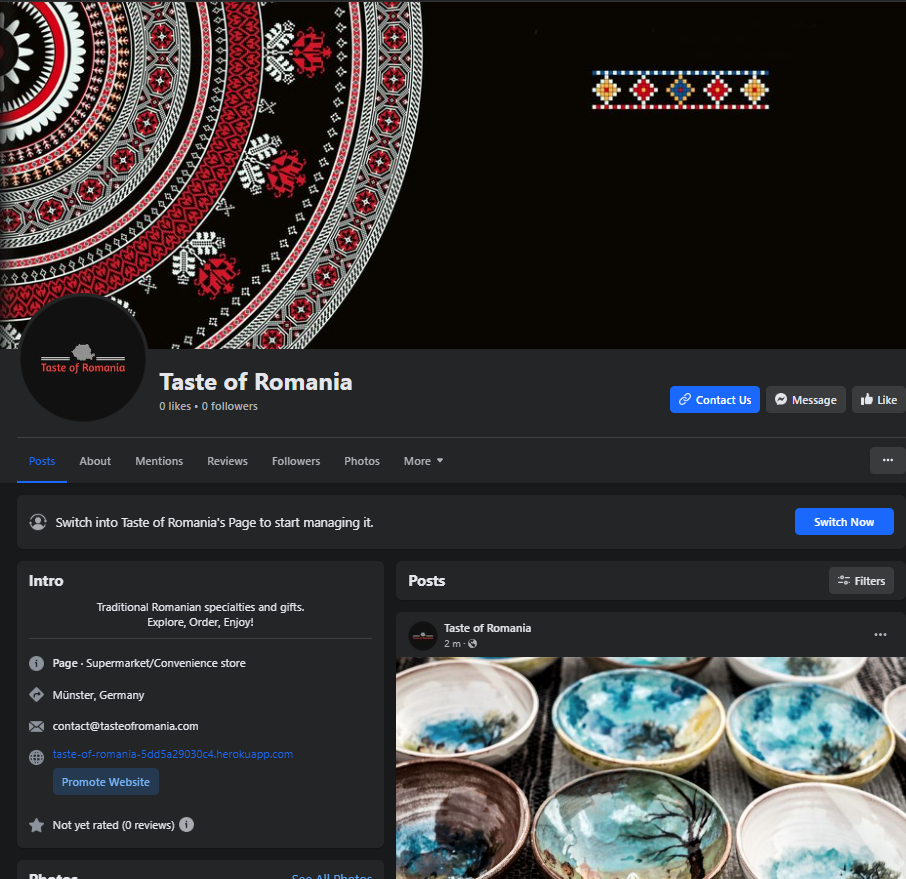 Taste of Romania
Taste of Romania
0 likes • 0 followers
Contact Us
Message
Like
Posts
About
Mentions
Reviews
Followers
Photos
More
Switch into Taste of Romania's Page to start managing it.
Switch Now
Intro
Traditional Romanian specialties and gifts.
Explore, Order, Enjoy!
Page · Supermarket/Convenience store
Münster, Germany
contact@tasteofromania.com
taste-of-romania-5dd5a29030c4.herokuapp.com
Promote Website
Not yet rated (0 reviews)
Photos
See All Photos
Posts
Filters
Taste of Romania
2 m ·